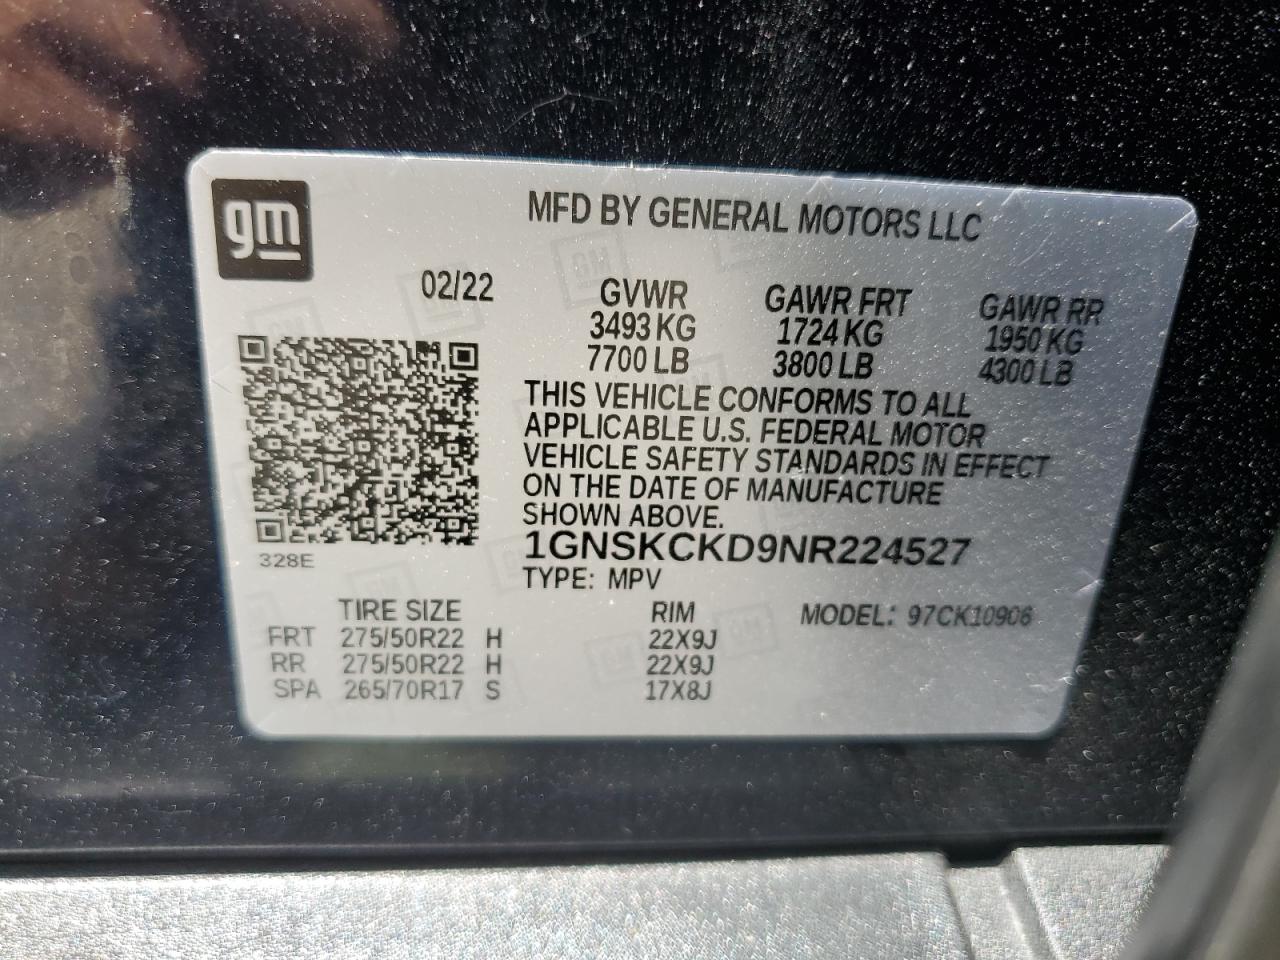 gm
MFD BY GENERAL MOTORS LLC
02/22 GVWR GAWR FRT GAWR RR
3493 KG 1724 KG 1950 KG
7700 LB 3800 LB 4300 LB
THIS VEHICLE CONFORMS TO ALL
APPLICABLE U.S. FEDERAL MOTOR
VEHICLE SAFETY STANDARDS IN EFFECT
ON THE DATE OF MANUFACTURE
SHOWN ABOVE.
1GNSKCKD9NR224527
328E
TYPE: MPV
TIRE SIZE RIM MODEL: 97CK10906
FRT 275/50R22 H 22X9J
RR 275/50R22 H 22X9J
SPA 265/70R17 S 17X8J